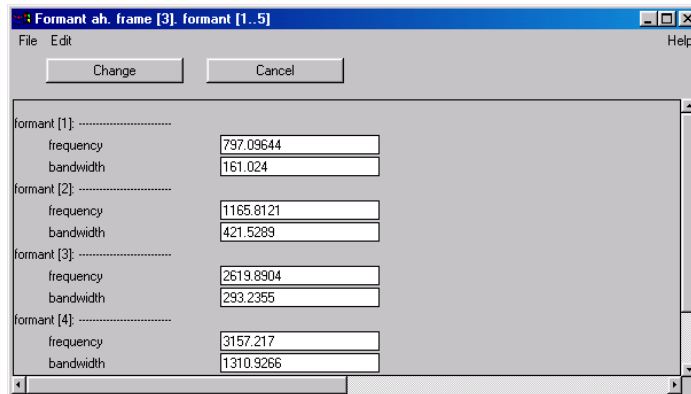 Formant ah. frame [3]. formant [1..5]
File Edit Help
Change Cancel
formant [1]: --------------------------
frequency 797.09644
bandwidth 161.024
formant [2]: --------------------------
frequency 1165.8121
bandwidth 421.5289
formant [3]: --------------------------
frequency 2619.8904
bandwidth 293.2355
formant [4]: --------------------------
frequency 3157.217
bandwidth 1310.9266